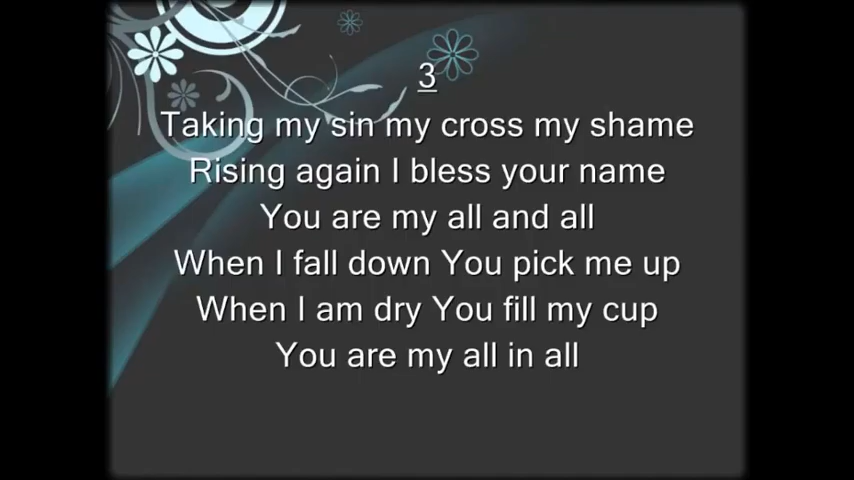 3
Taking my sin my cross my shame
Rising again I bless your name
You are my all and all
When I fall down You pick me up
When I am dry You fill my cup
You are my all in all